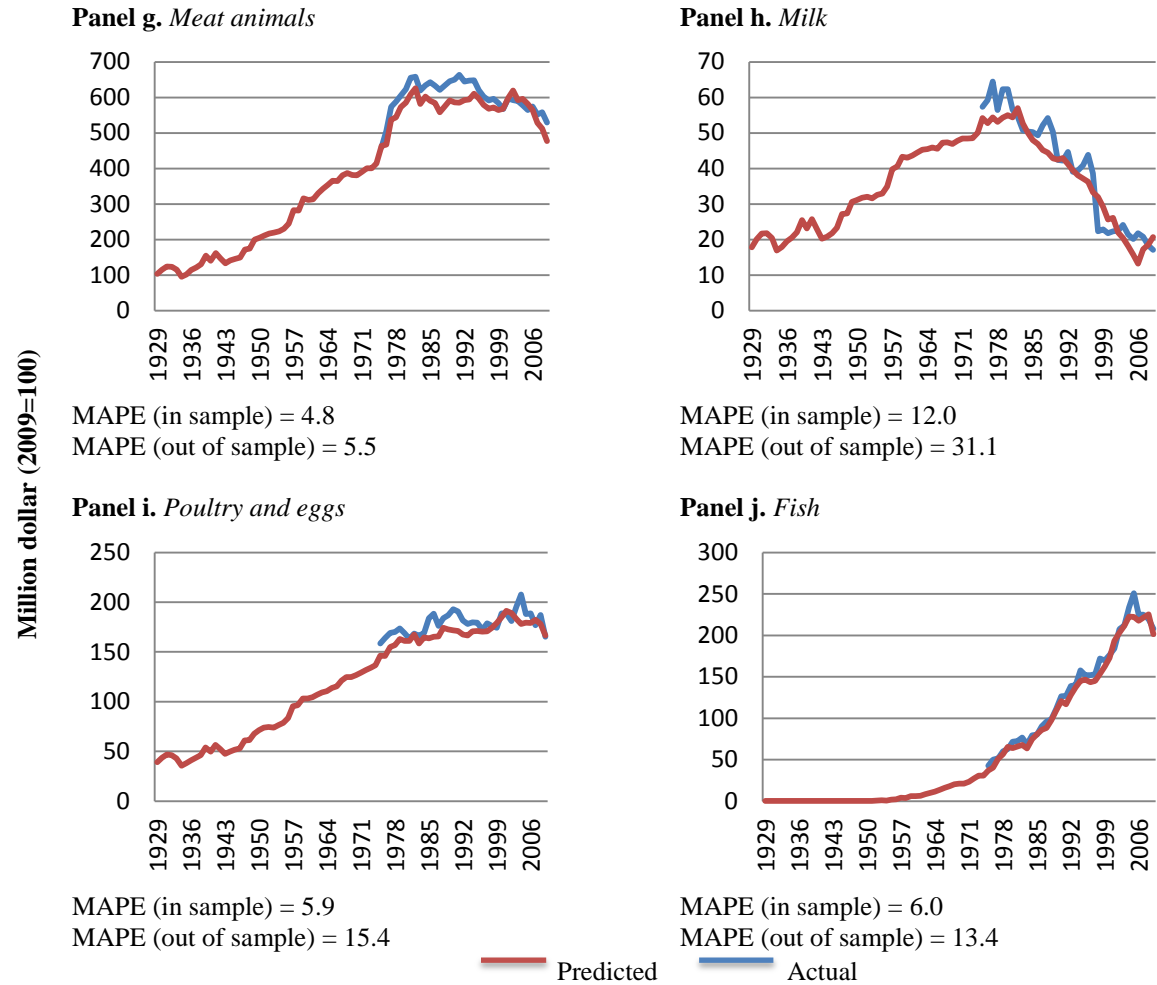 Million dollar (2009=100)
Panel g. Meat animals
700
600
500
400
300
200
100
0
1929 1936 1943 1950 1957 1964 1971 1978 1985 1992 1999 2006
MAPE (in sample) = 4.8
MAPE (out of sample) = 5.5
Panel h. Milk
70
60
50
40
30
20
10
0
1929 1936 1943 1950 1957 1964 1971 1978 1985 1992 1999 2006
MAPE (in sample) = 12.0
MAPE (out of sample) = 31.1
Panel i. Poultry and eggs
250
200
150
100
50
0
1929 1936 1943 1950 1957 1964 1971 1978 1985 1992 1999 2006
MAPE (in sample) = 5.9
MAPE (out of sample) = 15.4
Panel j. Fish
300
250
200
150
100
50
0
1929 1936 1943 1950 1957 1964 1971 1978 1985 1992 1999 2006
MAPE (in sample) = 6.0
MAPE (out of sample) = 13.4
Predicted Actual